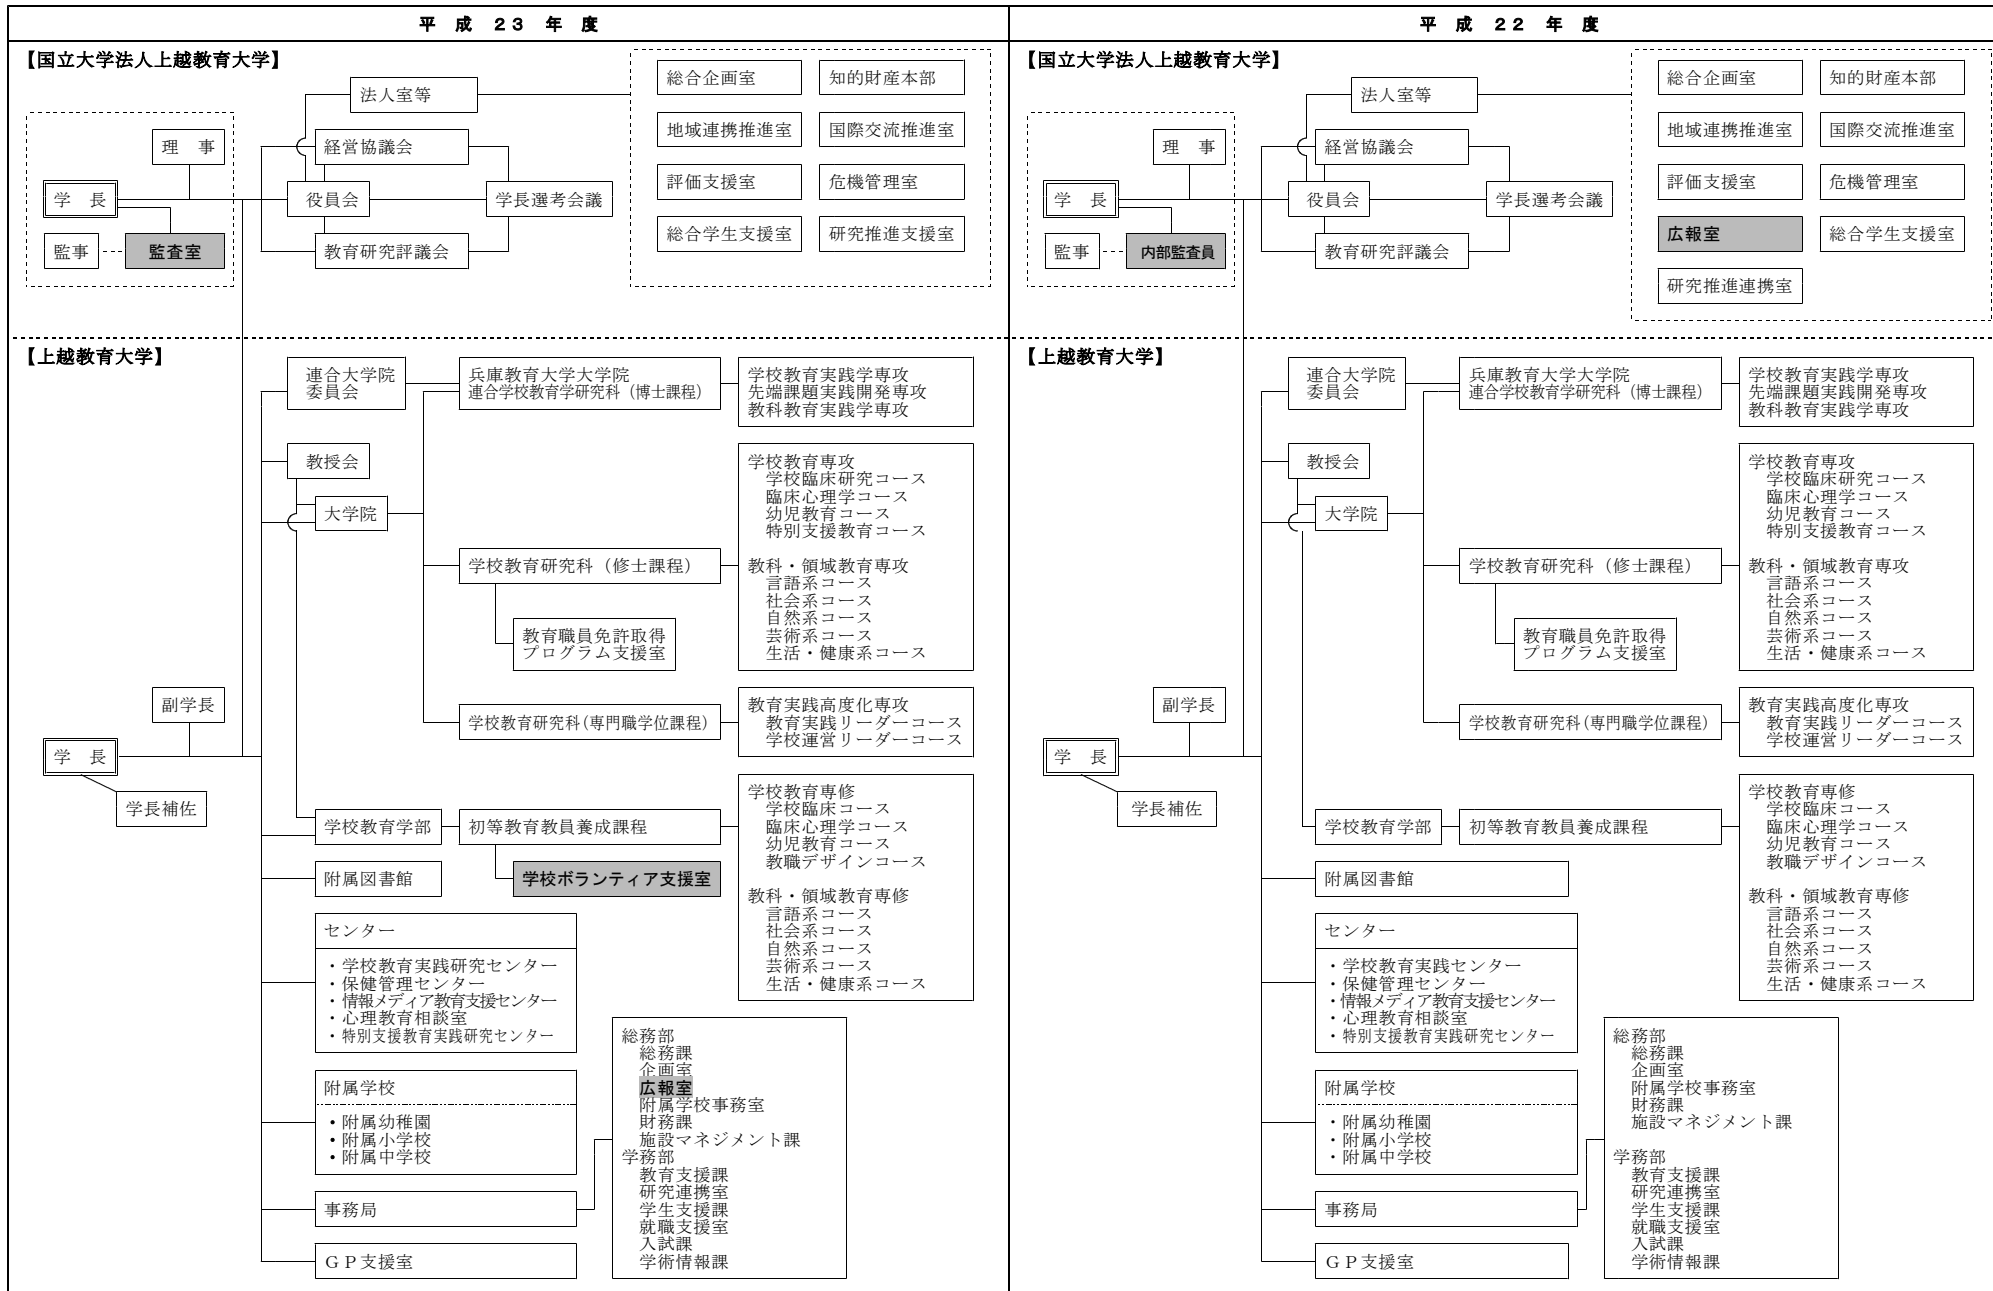 平　成　２３　年　度
【国立大学法人上越教育大学】
法人室等
総合企画室
知的財産本部
地域連携推進室
国際交流推進室
評価支援室
危機管理室
総合学生支援室
研究推進支援室
理　事
経営協議会
学　長
役員会
学長選考会議
監事
監査室
教育研究評議会
【上越教育大学】
連合大学院
委員会
兵庫教育大学大学院
連合学校教育学研究科（博士課程）
学校教育実践学専攻
先端課題実践開発専攻
教科教育実践学専攻
教授会
大学院
学校教育専攻
学校臨床研究コース
臨床心理学コース
幼児教育コース
特別支援教育コース
教科・領域教育専攻
言語系コース
社会系コース
自然系コース
芸術系コース
生活・健康系コース
学校教育研究科（修士課程）
教育職員免許取得
プログラム支援室
副学長
学校教育研究科(専門職学位課程)
教育実践高度化専攻
教育実践リーダーコース
学校運営リーダーコース
学　長
学長補佐
学校教育学部
初等教育教員養成課程
学校ボランティア支援室
学校教育専修
学校臨床コース
臨床心理学コース
幼児教育コース
教職デザインコース
教科・領域教育専修
言語系コース
社会系コース
自然系コース
芸術系コース
生活・健康系コース
附属図書館
センター
・学校教育実践研究センター
・保健管理センター
・情報メディア教育支援センター
・心理教育相談室
・特別支援教育実践研究センター
附属学校
・附属幼稚園
・附属小学校
・附属中学校
事務局
ＧＰ支援室
総務部
総務課
企画室
広報室
附属学校事務室
財務課
施設マネジメント課
学務部
教育支援課
研究連携室
学生支援課
就職支援室
入試課
学術情報課
平　成　２２　年　度
【国立大学法人上越教育大学】
法人室等
総合企画室
知的財産本部
地域連携推進室
国際交流推進室
評価支援室
危機管理室
広報室
総合学生支援室
研究推進連携室
理　事
経営協議会
学　長
役員会
学長選考会議
監事
内部監査員
教育研究評議会
【上越教育大学】
連合大学院
委員会
兵庫教育大学大学院
連合学校教育学研究科（博士課程）
学校教育実践学専攻
先端課題実践開発専攻
教科教育実践学専攻
教授会
大学院
学校教育専攻
学校臨床研究コース
臨床心理学コース
幼児教育コース
特別支援教育コース
教科・領域教育専攻
言語系コース
社会系コース
自然系コース
芸術系コース
生活・健康系コース
学校教育研究科（修士課程）
教育職員免許取得
プログラム支援室
副学長
学校教育研究科(専門職学位課程)
教育実践高度化専攻
教育実践リーダーコース
学校運営リーダーコース
学　長
学長補佐
学校教育学部
初等教育教員養成課程
学校教育専修
学校臨床コース
臨床心理学コース
幼児教育コース
教職デザインコース
教科・領域教育専修
言語系コース
社会系コース
自然系コース
芸術系コース
生活・健康系コース
附属図書館
センター
・学校教育実践センター
・保健管理センター
・情報メディア教育支援センター
・心理教育相談室
・特別支援教育実践研究センター
附属学校
・附属幼稚園
・附属小学校
・附属中学校
事務局
ＧＰ支援室
総務部
総務課
企画室
附属学校事務室
財務課
施設マネジメント課
学務部
教育支援課
研究連携室
学生支援課
就職支援室
入試課
学術情報課